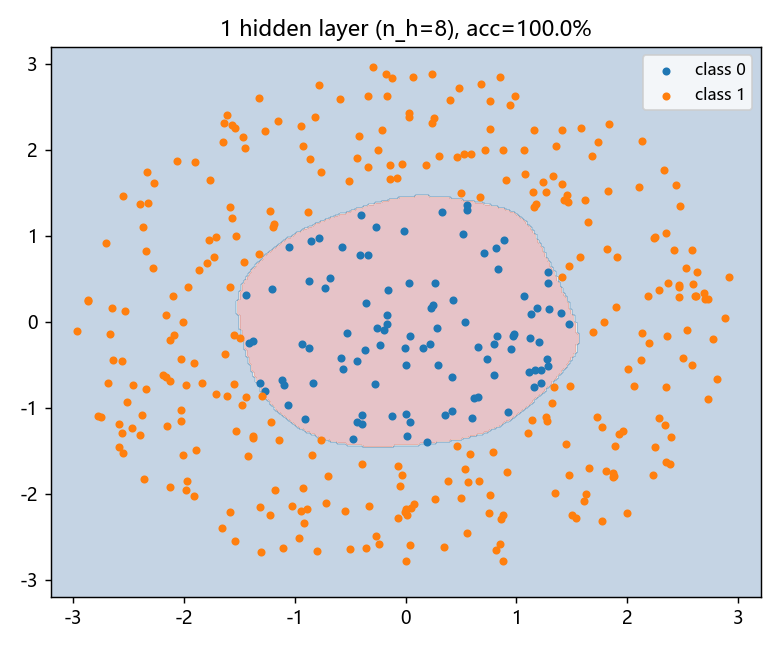 1 hidden layer (n_h=8), acc=100.0%
class 0
class 1
3
2
1
0
-1
-2
-3
-3 -2 -1 0 1 2 3